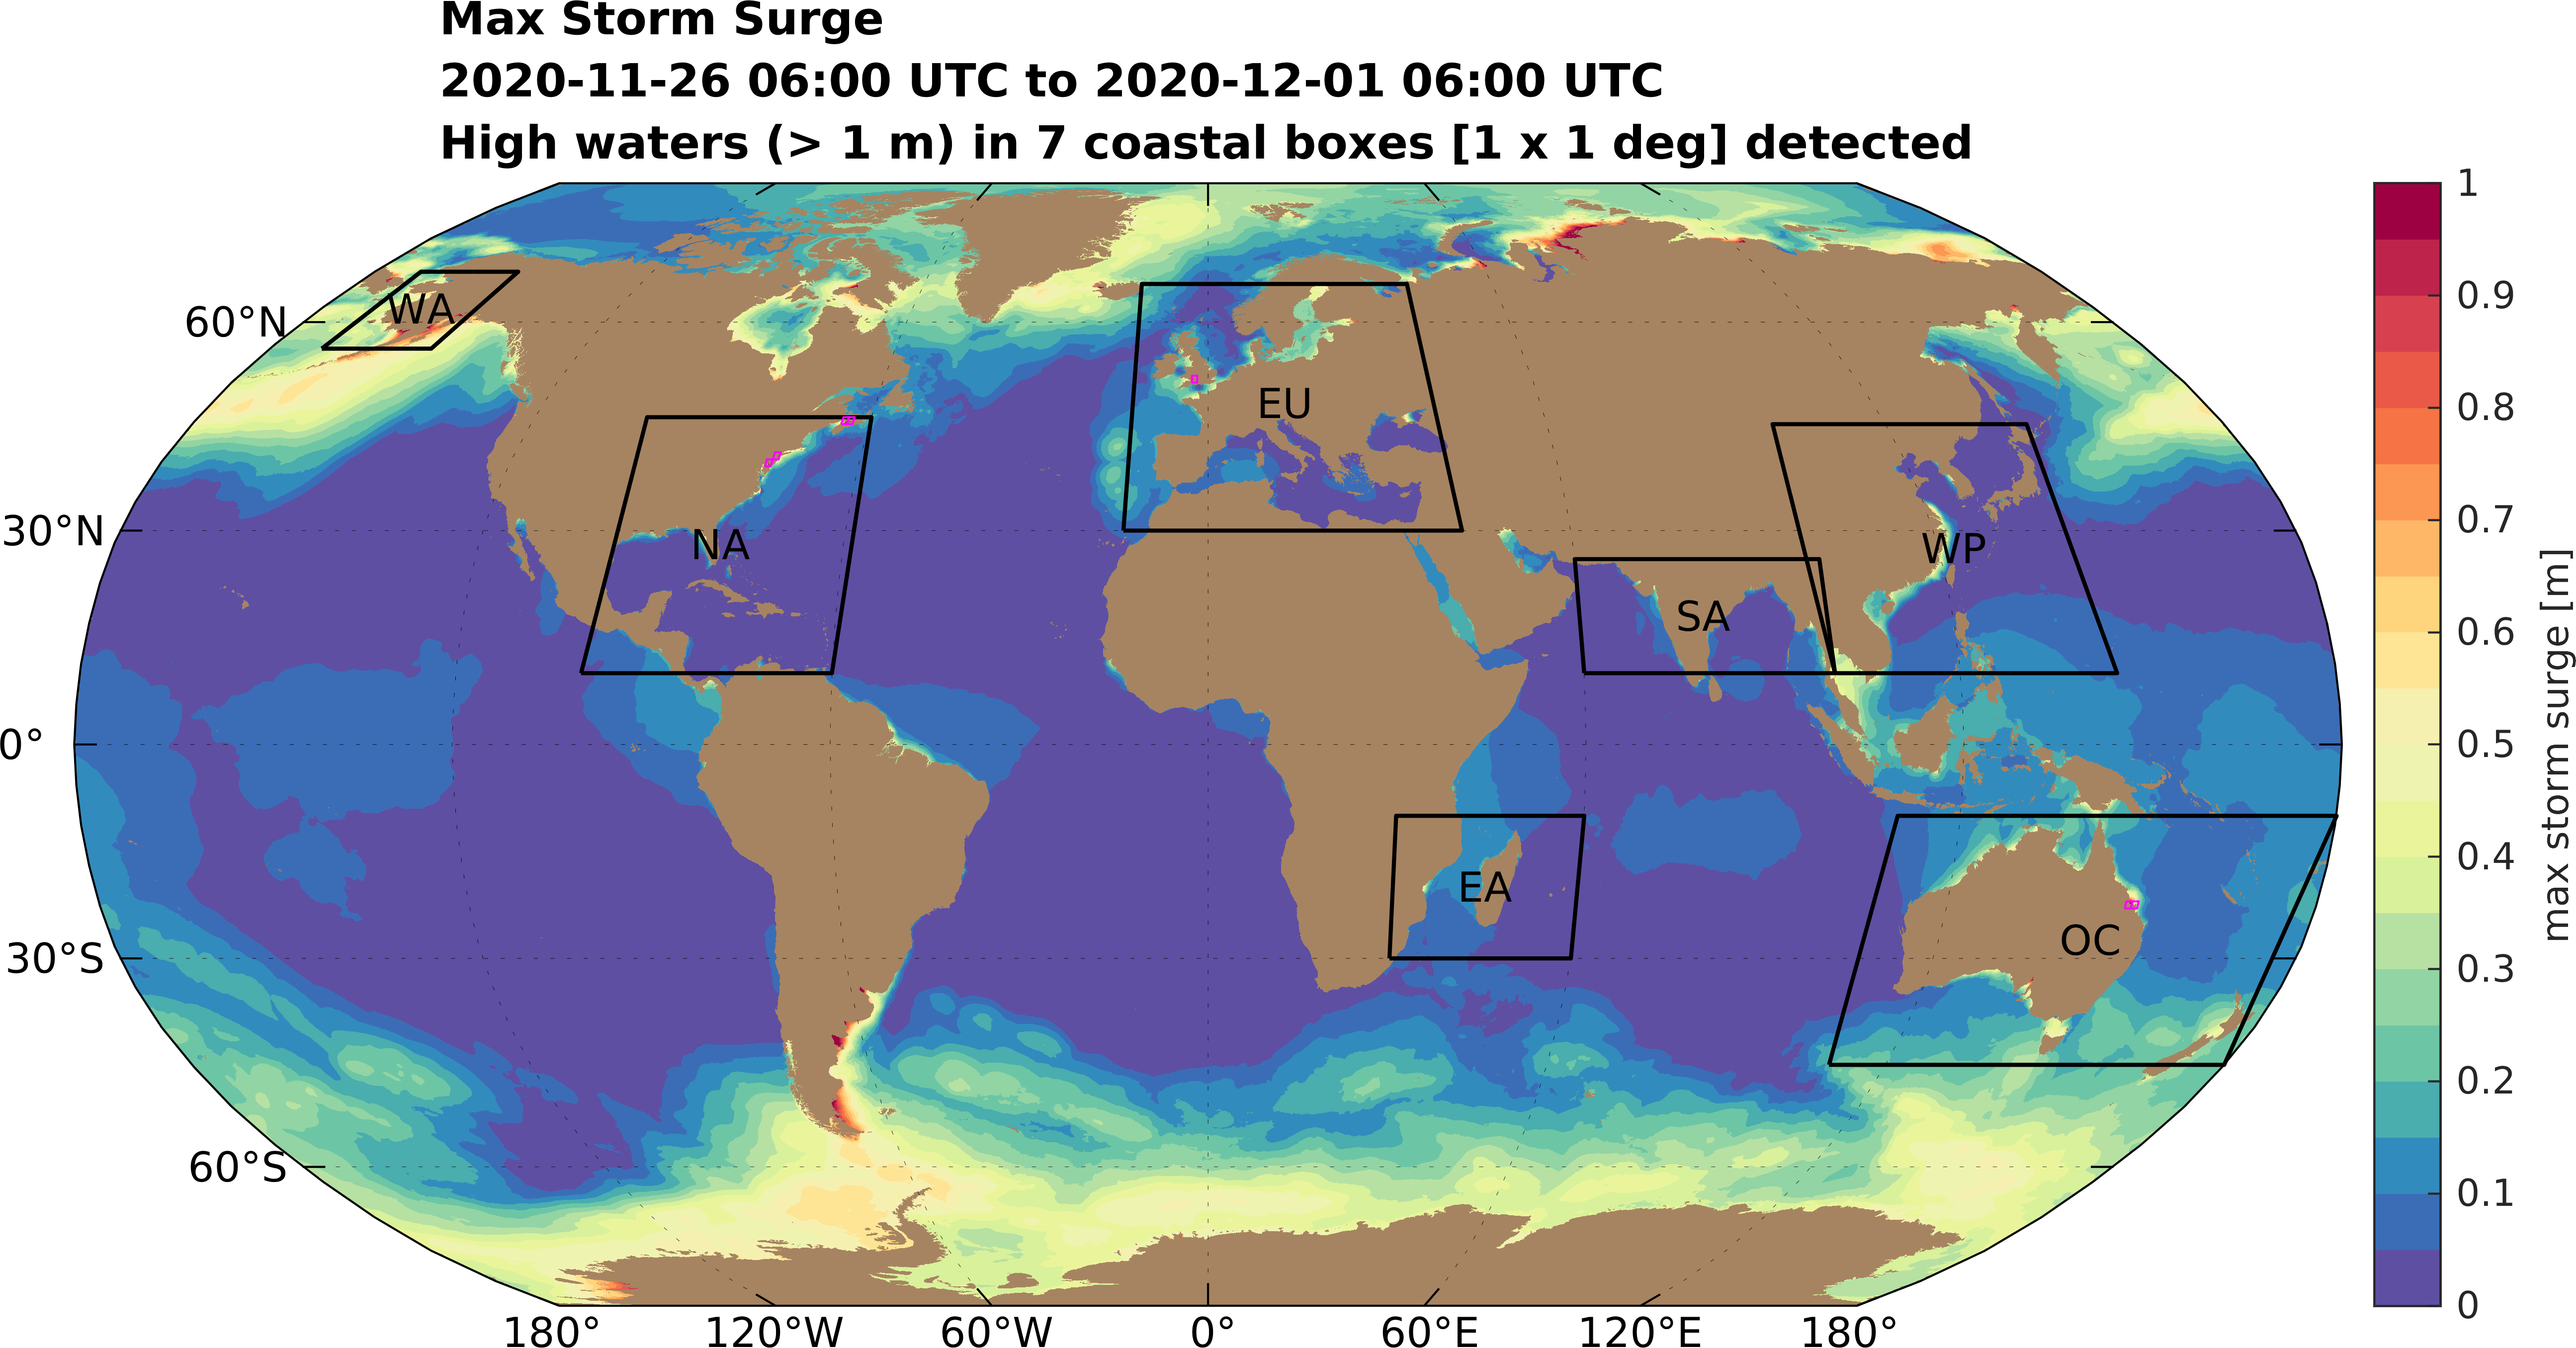 Max Storm Surge
2020-11-26 06:00 UTC to 2020-12-01 06:00 UTC
High waters (> 1 m) in 7 coastal boxes [1 x 1 deg] detected
60°N
30°N
0°
30°S
60°S
180°
120°W
60°W
0°
60°E
120°E
180°
WA
EU
NA
WP
SA
EA
OC
1
0.9
0.8
0.7
0.6
0.5
0.4
0.3
0.2
0.1
0
max storm surge [m]